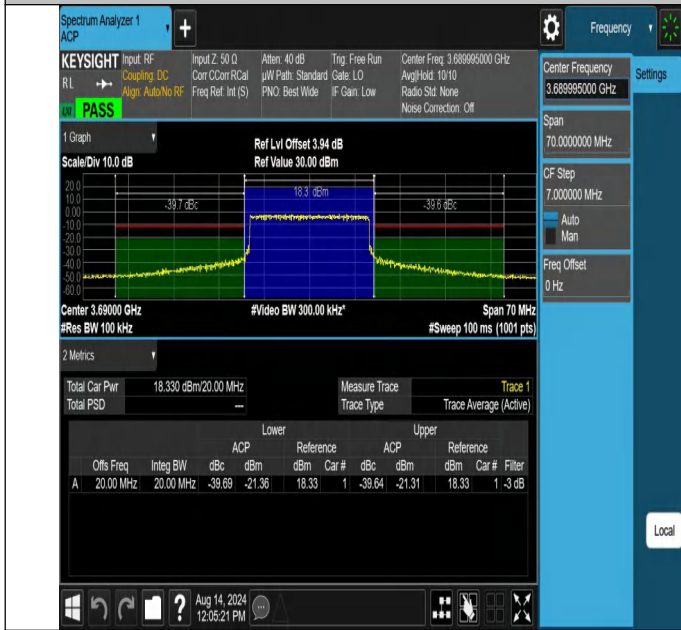 Spectrum Analyzer 1
ACP
+
Frequency
KEYSIGHT Input: RF Input Z: 50 Ω Atten: 40 dB Trig: Free Run Center Freq: 3.689995000 GHz
RL Coupling: DC Corr CCorr RCal µW Path: Standard Gate: LO Avg|Hold: 10/10
Align: Auto/No RF Freq Ref: Int (S) PNO: Best Wide IF Gain: Low Radio Std: None
PASS Noise Correction: Off
Center Frequency
3.689995000 GHz
Settings
Span
70.0000000 MHz
CF Step
7.000000 MHz
Auto
Man
Freq Offset
0 Hz
Local
1 Graph
Ref Lvl Offset 3.94 dB
Scale/Div 10.0 dB Ref Value 30.00 dBm
20.0
10.0
0.00
-10.0
-20.0
-30.0
-40.0
-50.0
-60.0
-39.7 dBc 18.3 dBm -39.6 dBc
Center 3.69000 GHz #Video BW 300.00 kHz* Span 70 MHz
#Res BW 100 kHz #Sweep 100 ms (1001 pts)
2 Metrics
Total Car Pwr 18.330 dBm/20.00 MHz Measure Trace Trace 1
Total PSD --- Trace Type Trace Average (Active)
Lower Upper
ACP Reference ACP Reference
Offs Freq Integ BW dBc dBm dBm Car # dBc dBm dBm Car # Filter
A 20.00 MHz 20.00 MHz -39.69 -21.36 18.33 1 -39.64 -21.31 18.33 1 -3 dB
? Aug 14, 2024
12:05:21 PM